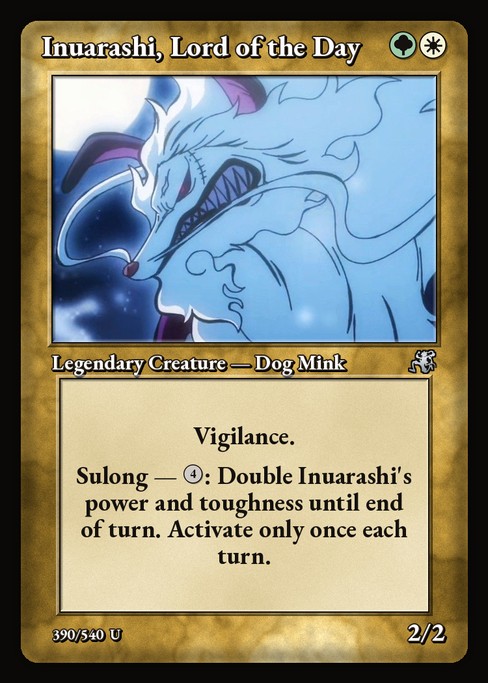 Inuarashi, Lord of the Day
Legendary Creature — Dog Mink
Vigilance.
Sulong — 4: Double Inuarashi's
power and toughness until end
of turn. Activate only once each
turn.
390/540 U
2/2